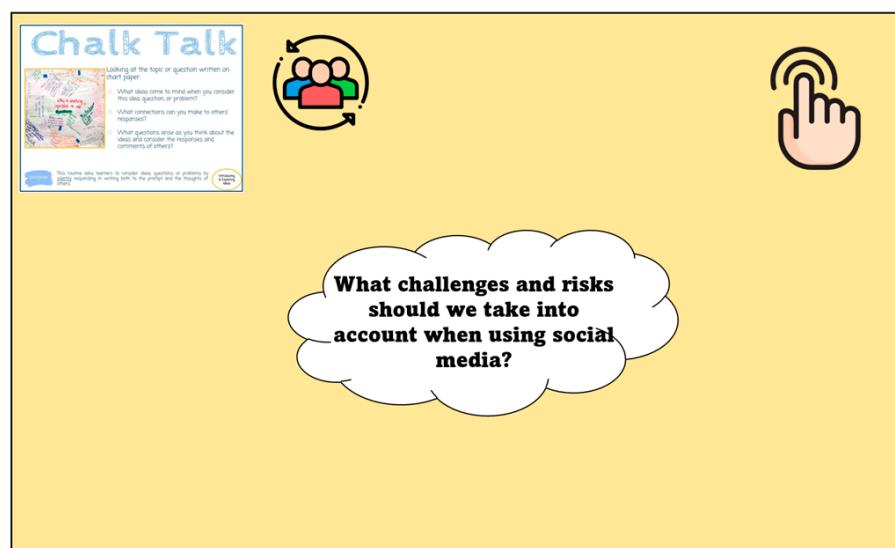 Chalk Talk
Looking at the topic or question written on
chart paper:
What ideas come to mind when you consider
this idea, question, or problem?
What connections can you make to others'
responses?
What questions arise as you think about the
ideas and consider the responses and
comments of others?
This routine asks learners to consider ideas, questions, or problems by
silently responding in writing both to the prompt and the thoughts of
others.
Introducing
& Exploring
Ideas
What challenges and risks
should we take into
account when using social
media?